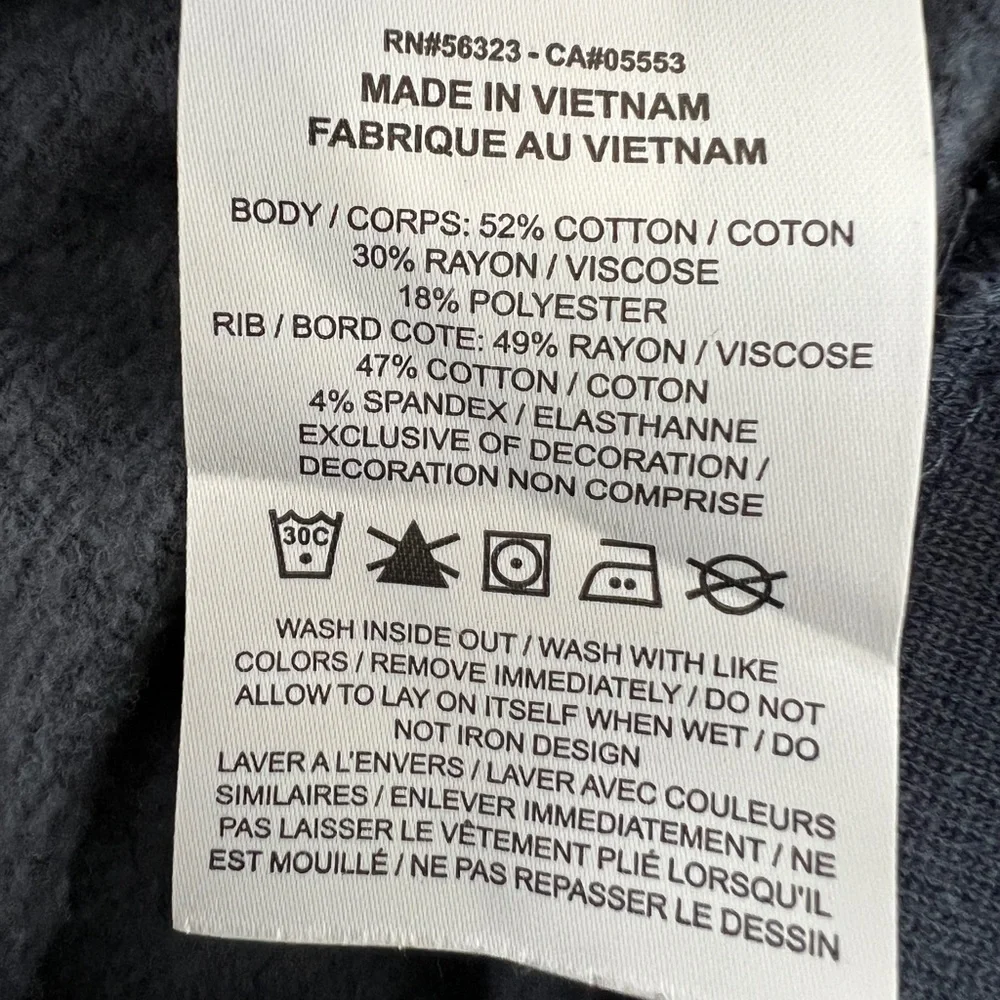 RN#56323 - CA#05553
MADE IN VIETNAM
FABRIQUE AU VIETNAM
BODY / CORPS: 52% COTTON / COTON
30% RAYON / VISCOSE
18% POLYESTER
RIB / BORD COTE: 49% RAYON / VISCOSE
47% COTTON / COTON
4% SPANDEX / ELASTHANNE
EXCLUSIVE OF DECORATION /
DECORATION NON COMPRISE
30C
WASH INSIDE OUT / WASH WITH LIKE
COLORS / REMOVE IMMEDIATELY / DO NOT
ALLOW TO LAY ON ITSELF WHEN WET / DO
NOT IRON DESIGN
LAVER A L'ENVERS / LAVER AVEC COULEURS
SIMILAIRES / ENLEVER IMMEDIATEMENT / NE
PAS LAISSER LE VÊTEMENT PLIÉ LORSQU'IL
EST MOUILLÉ / NE PAS REPASSER LE DESSIN